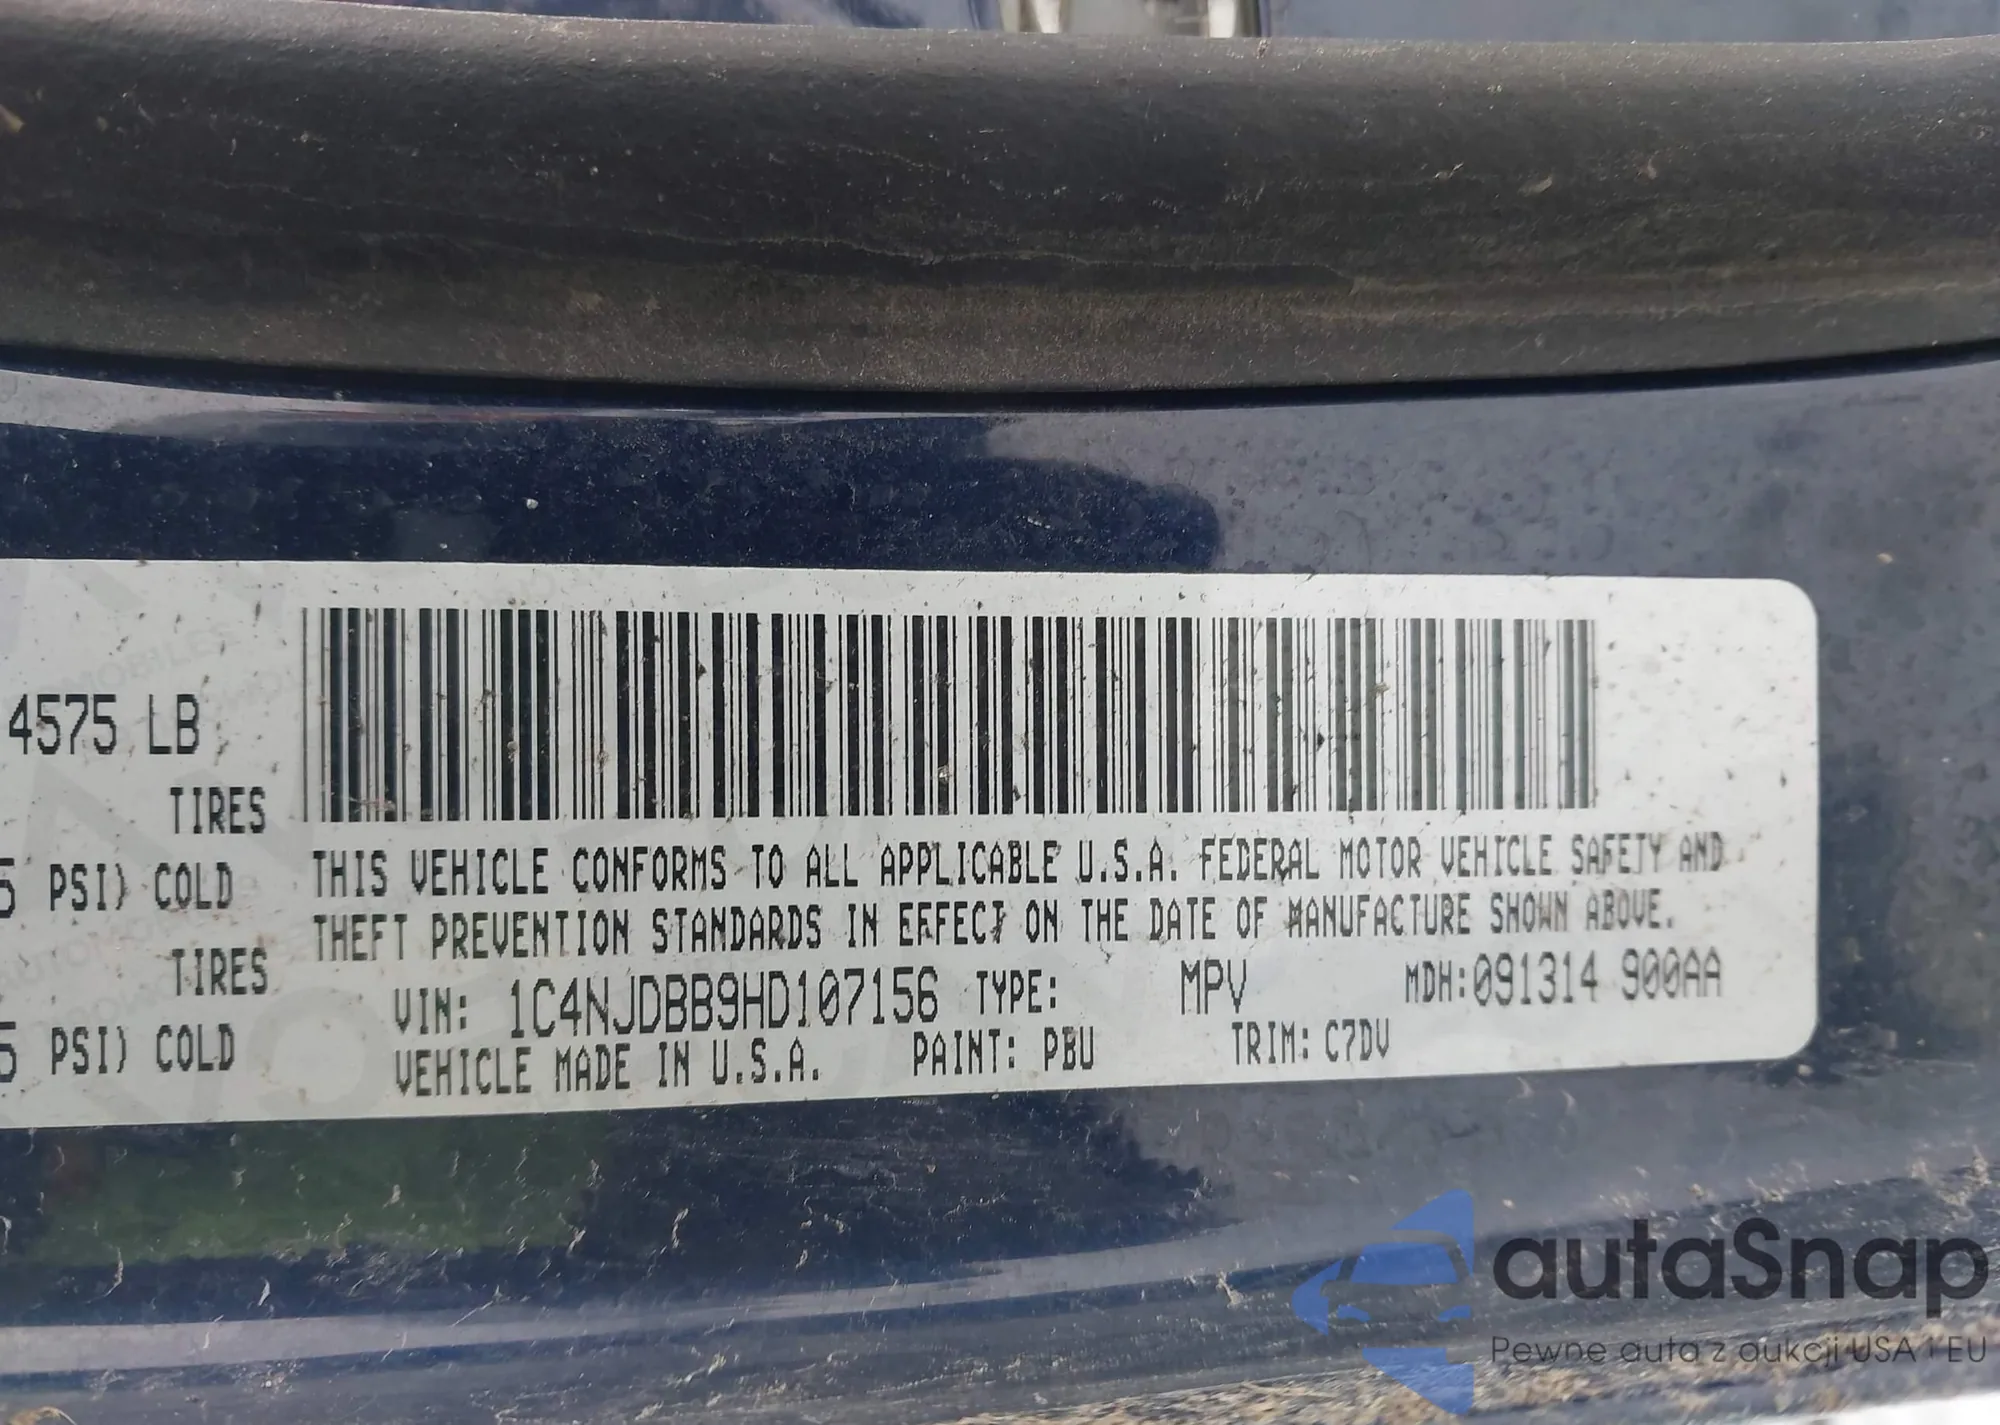 4575 LB
TIRES
5 PSI) COLD
TIRES
5 PSI) COLD
THIS VEHICLE CONFORMS TO ALL APPLICABLE U.S.A. FEDERAL MOTOR VEHICLE SAFETY AND
THEFT PREVENTION STANDARDS IN EFFECT ON THE DATE OF MANUFACTURE SHOWN ABOVE.
VIN: 1C4NJDBB9HD107156 TYPE: MPV MDH:091314 900AA
VEHICLE MADE IN U.S.A. PAINT: PBU TRIM: C7DV
autaSnap
Pewne auta z aukcji USA i EU